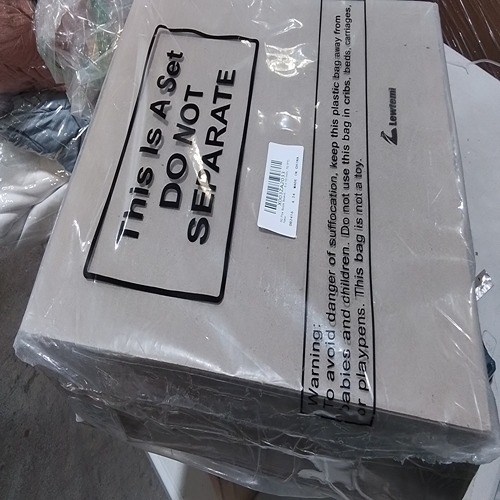 This Is A Set
DO NOT
SEPARATE
Lewtemi
Warning:
To avoid danger of suffocation, keep this plastic bag away from
babies and children. Do not use this bag in cribs, beds, carriages,
or playpens. This bag is not a toy.